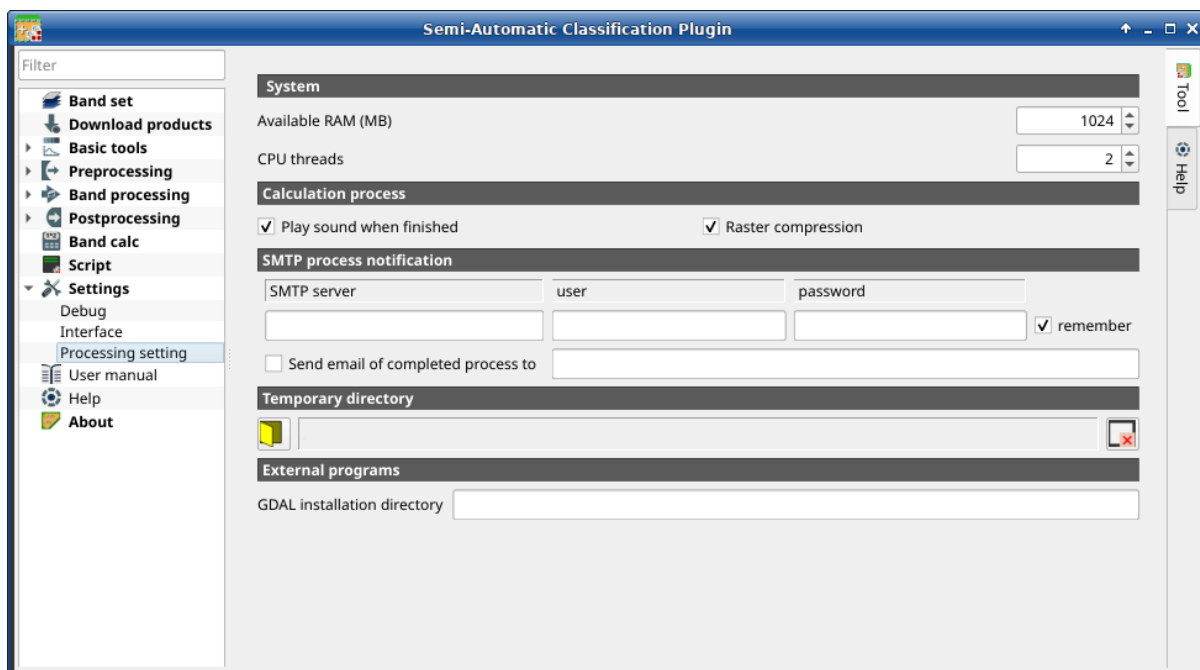 Semi-Automatic Classification Plugin
Filter
Band set
Download products
Basic tools
Preprocessing
Band processing
Postprocessing
Band calc
Script
Settings
Debug
Interface
Processing setting
User manual
Help
About
System
Available RAM (MB) 1024
CPU threads 2
Calculation process
Play sound when finished Raster compression
SMTP process notification
SMTP server user password
remember
Send email of completed process to
Temporary directory
External programs
GDAL installation directory
Tool
Help